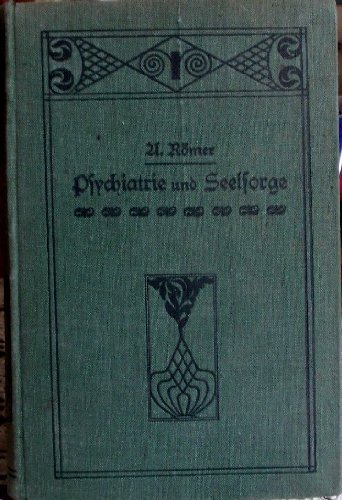 A. Römer
Pſychiatrie und Seelſorge